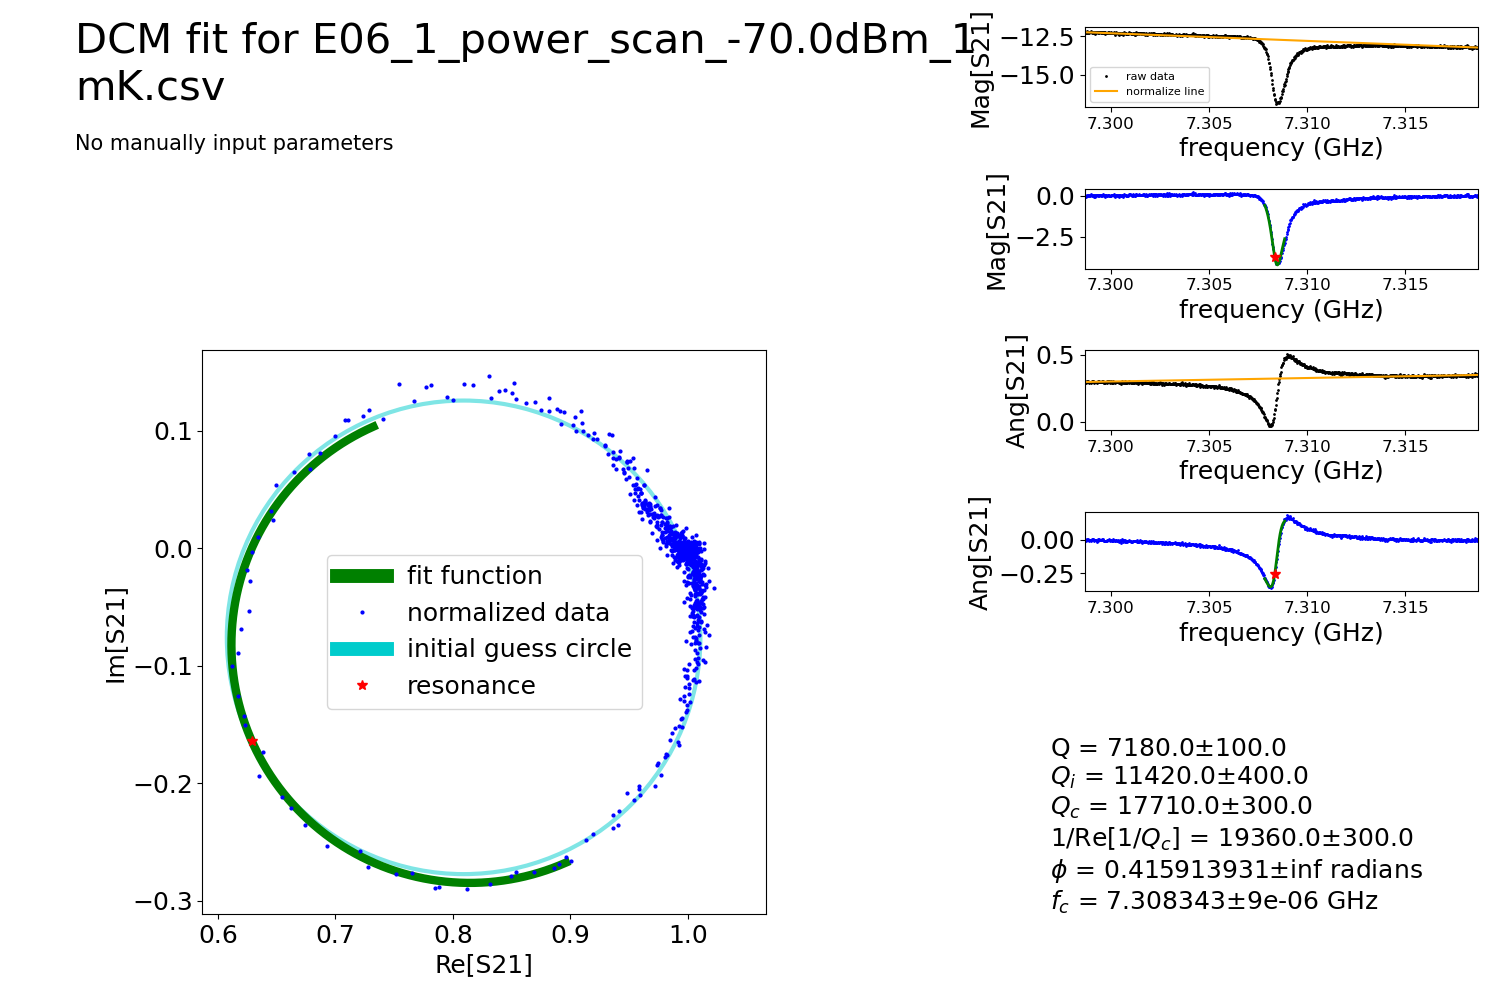 DCM fit for E06_1_power_scan_-70.0dBm_1
mK.csv
No manually input parameters
Mag[S21]
−12.5
−15.0
raw data
normalize line
7.300 7.305 7.310 7.315
frequency (GHz)
Mag[S21]
0.0
−2.5
7.300 7.305 7.310 7.315
frequency (GHz)
Ang[S21]
0.5
0.0
7.300 7.305 7.310 7.315
frequency (GHz)
Ang[S21]
0.00
−0.25
7.300 7.305 7.310 7.315
frequency (GHz)
Im[S21]
0.1
0.0
−0.1
−0.2
−0.3
fit function
normalized data
initial guess circle
resonance
0.6 0.7 0.8 0.9 1.0
Re[S21]
Q = 7180.0±100.0
Qi = 11420.0±400.0
Qc = 17710.0±300.0
1/Re[1/Qc] = 19360.0±300.0
ϕ = 0.415913931±inf radians
fc = 7.308343±9e-06 GHz